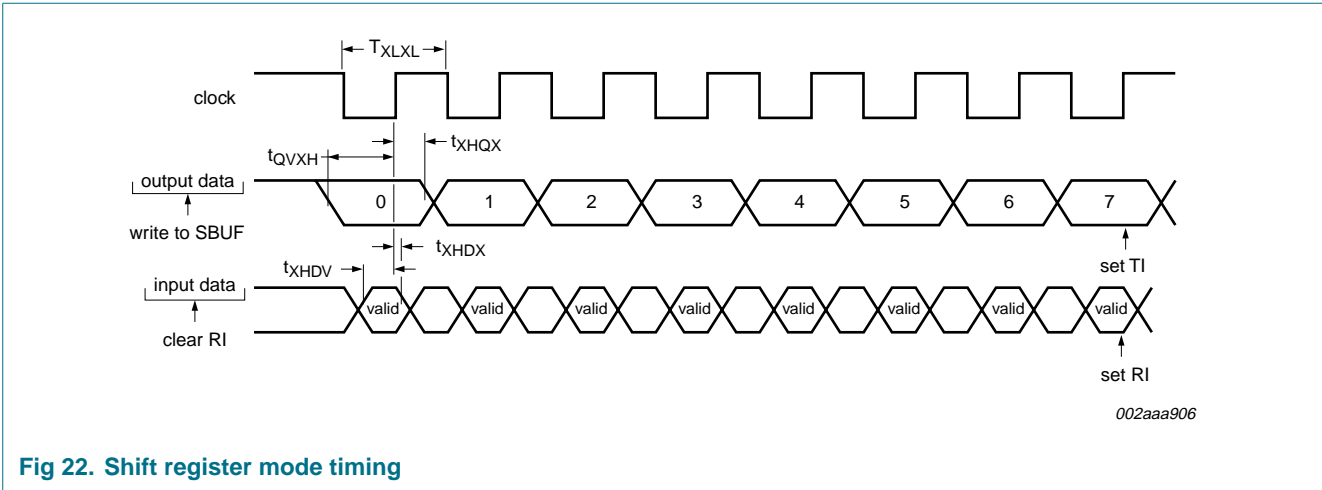 TXLXL
clock
tXHQX
tQVXH
output data
0 1 2 3 4 5 6 7
write to SBUF
tXHDX
set TI
tXHDV
input data
valid valid valid valid valid valid valid valid
clear RI
set RI
002aaa906
Fig 22. Shift register mode timing